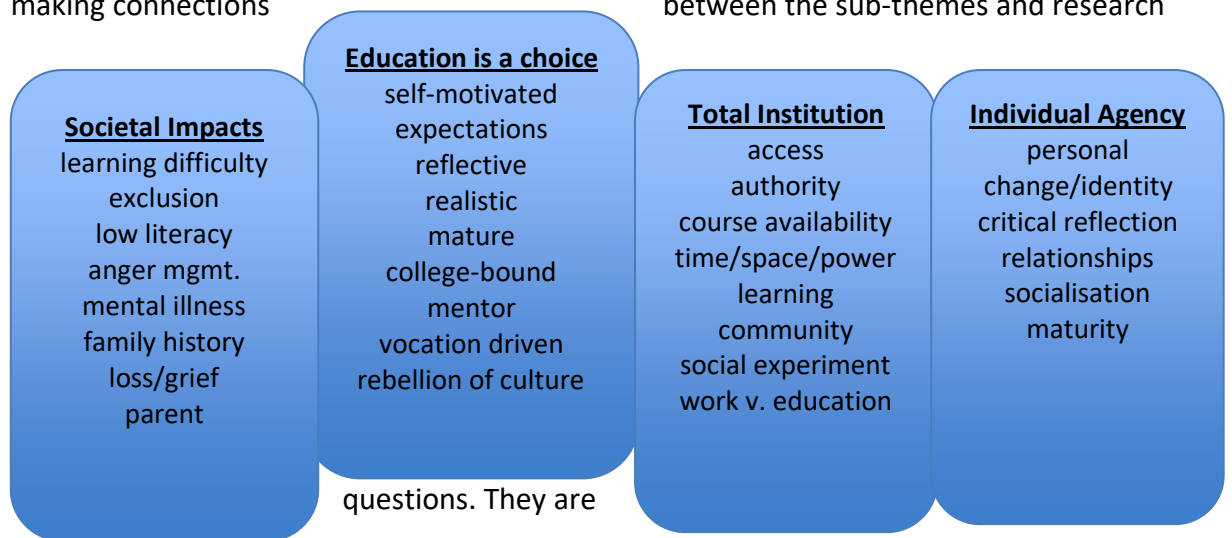 making connections
between the sub-themes and research
Societal Impacts
learning difficulty
exclusion
low literacy
anger mgmt.
mental illness
family history
loss/grief
parent
Education is a choice
self-motivated
expectations
reflective
realistic
mature
college-bound
mentor
vocation driven
rebellion of culture
Total Institution
access
authority
course availability
time/space/power
learning
community
social experiment
work v. education
Individual Agency
personal
change/identity
critical reflection
relationships
socialisation
maturity
questions. They are